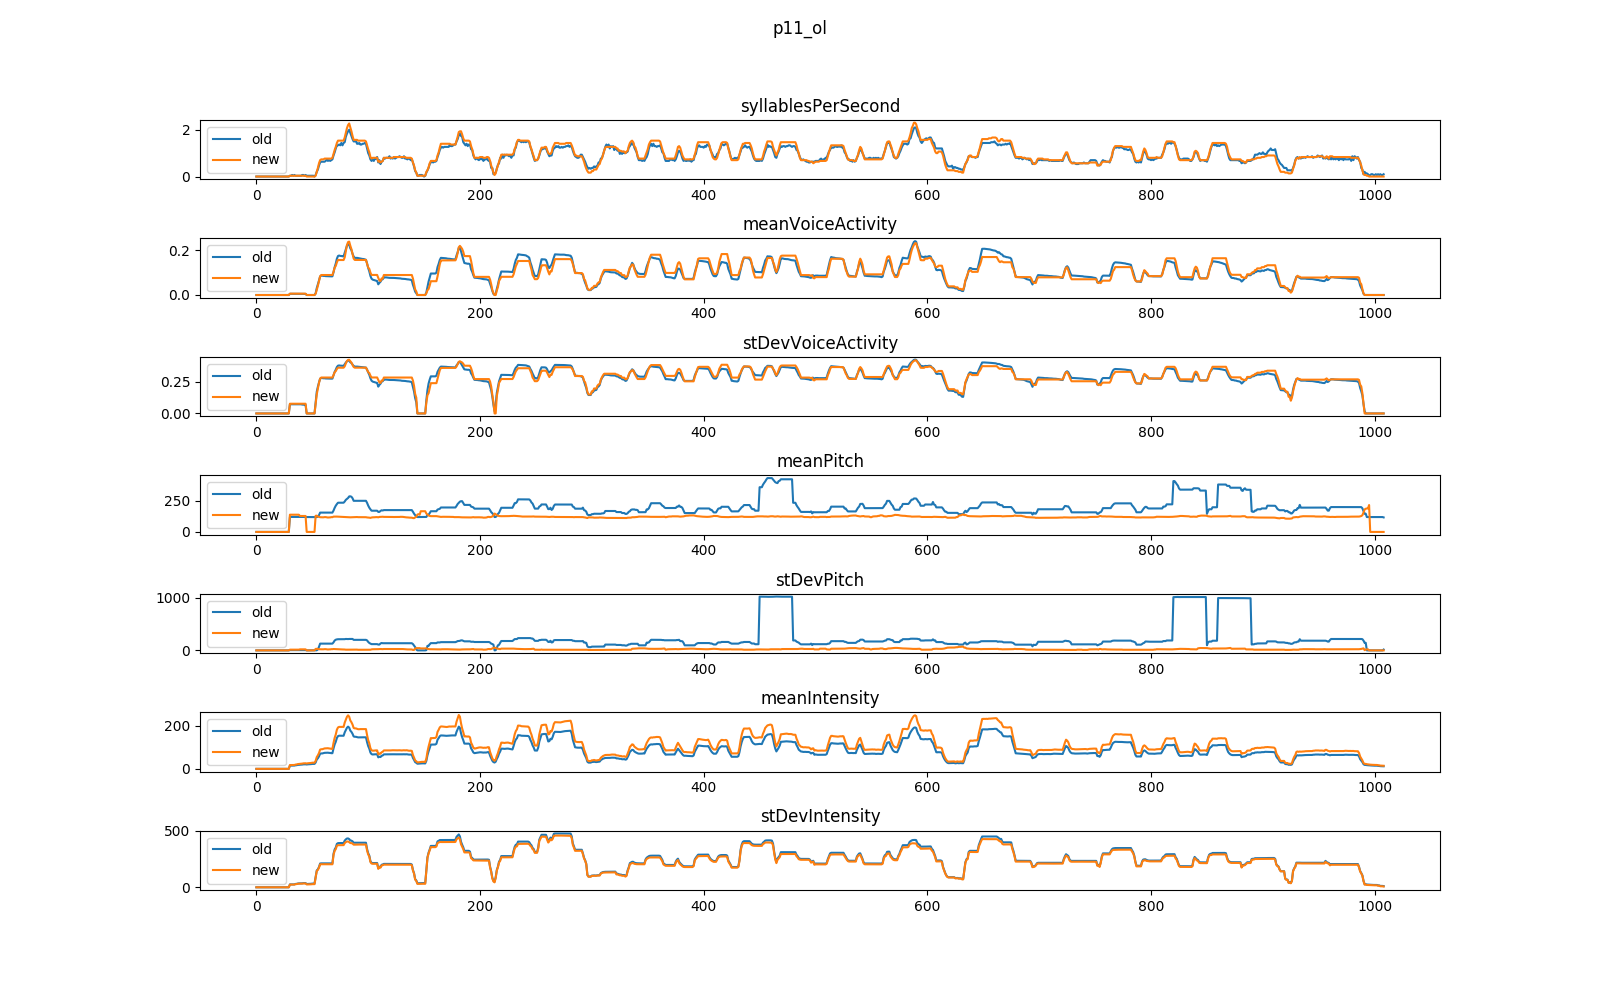 p11_ol
syllablesPerSecond
2
0
old
new
0 200 400 600 800 1000
meanVoiceActivity
0.2
0.0
old
new
0 200 400 600 800 1000
stDevVoiceActivity
0.25
0.00
old
new
0 200 400 600 800 1000
meanPitch
250
0
old
new
0 200 400 600 800 1000
stDevPitch
1000
0
old
new
0 200 400 600 800 1000
meanIntensity
200
0
old
new
0 200 400 600 800 1000
stDevIntensity
500
0
old
new
0 200 400 600 800 1000